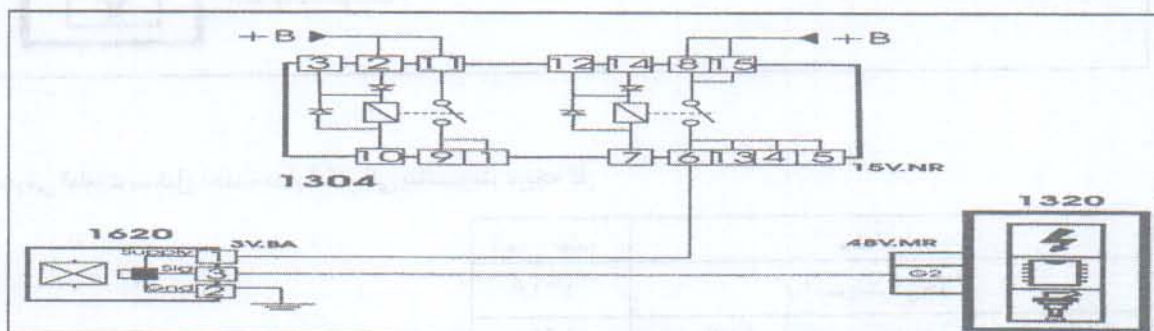 + B + B
3 2 11 12 14 8 15
10 9 1 7 6 13 4 5
15V.NR
1304
1320
1620
3V.BA
48V.MR
Supply 1
Sig 3
G2
Gnd 2